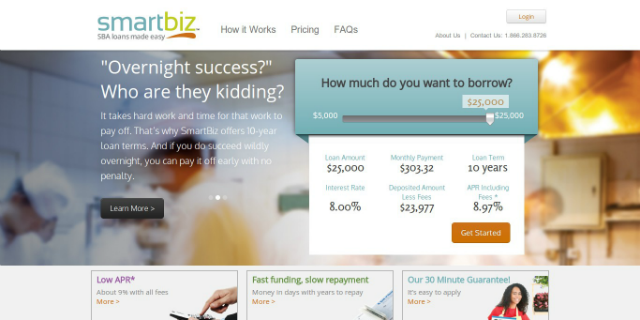 smartbiz
SBA loans made easy
How it Works Pricing FAQs
Login
About Us | Contact Us: 1.866.283.8726
"Overnight success?"
Who are they kidding?
It takes hard work and time for that work to
pay off. That's why SmartBiz offers 10-year
loan terms. And if you do succeed wildly
overnight, you can pay it off early with no
penalty.
Learn More >
How much do you want to borrow?
$25,000
$5,000 $25,000
Loan Amount Monthly Payment Loan Term
$25,000 $303.32 10 years
Interest Rate Deposited Amount Less Fees APR Including Fees *
8.00% $23,977 8.97%
Get Started
Low APR*
About 9% with all fees
More >
Fast funding, slow repayment
Money in days with years to repay
More >
Our 30 Minute Guarantee!
It's easy to apply
More >